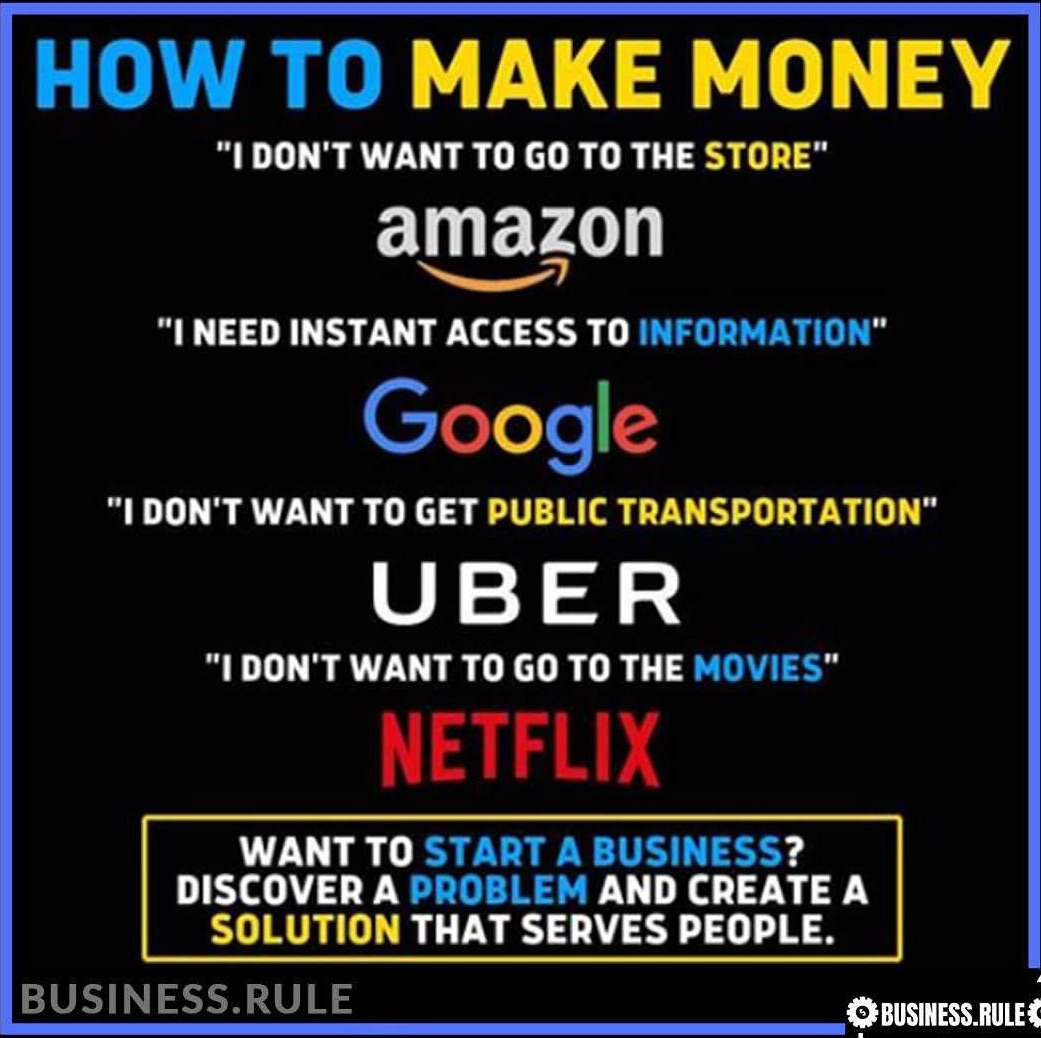 HOW TO MAKE MONEY
"I DON'T WANT TO GO TO THE STORE"
amazon
"I NEED INSTANT ACCESS TO INFORMATION"
Google
"I DON'T WANT TO GET PUBLIC TRANSPORTATION"
UBER
"I DON'T WANT TO GO TO THE MOVIES"
NETFLIX
WANT TO START A BUSINESS?
DISCOVER A PROBLEM AND CREATE A
SOLUTION THAT SERVES PEOPLE.
BUSINESS.RULE
BUSINESS.RULE